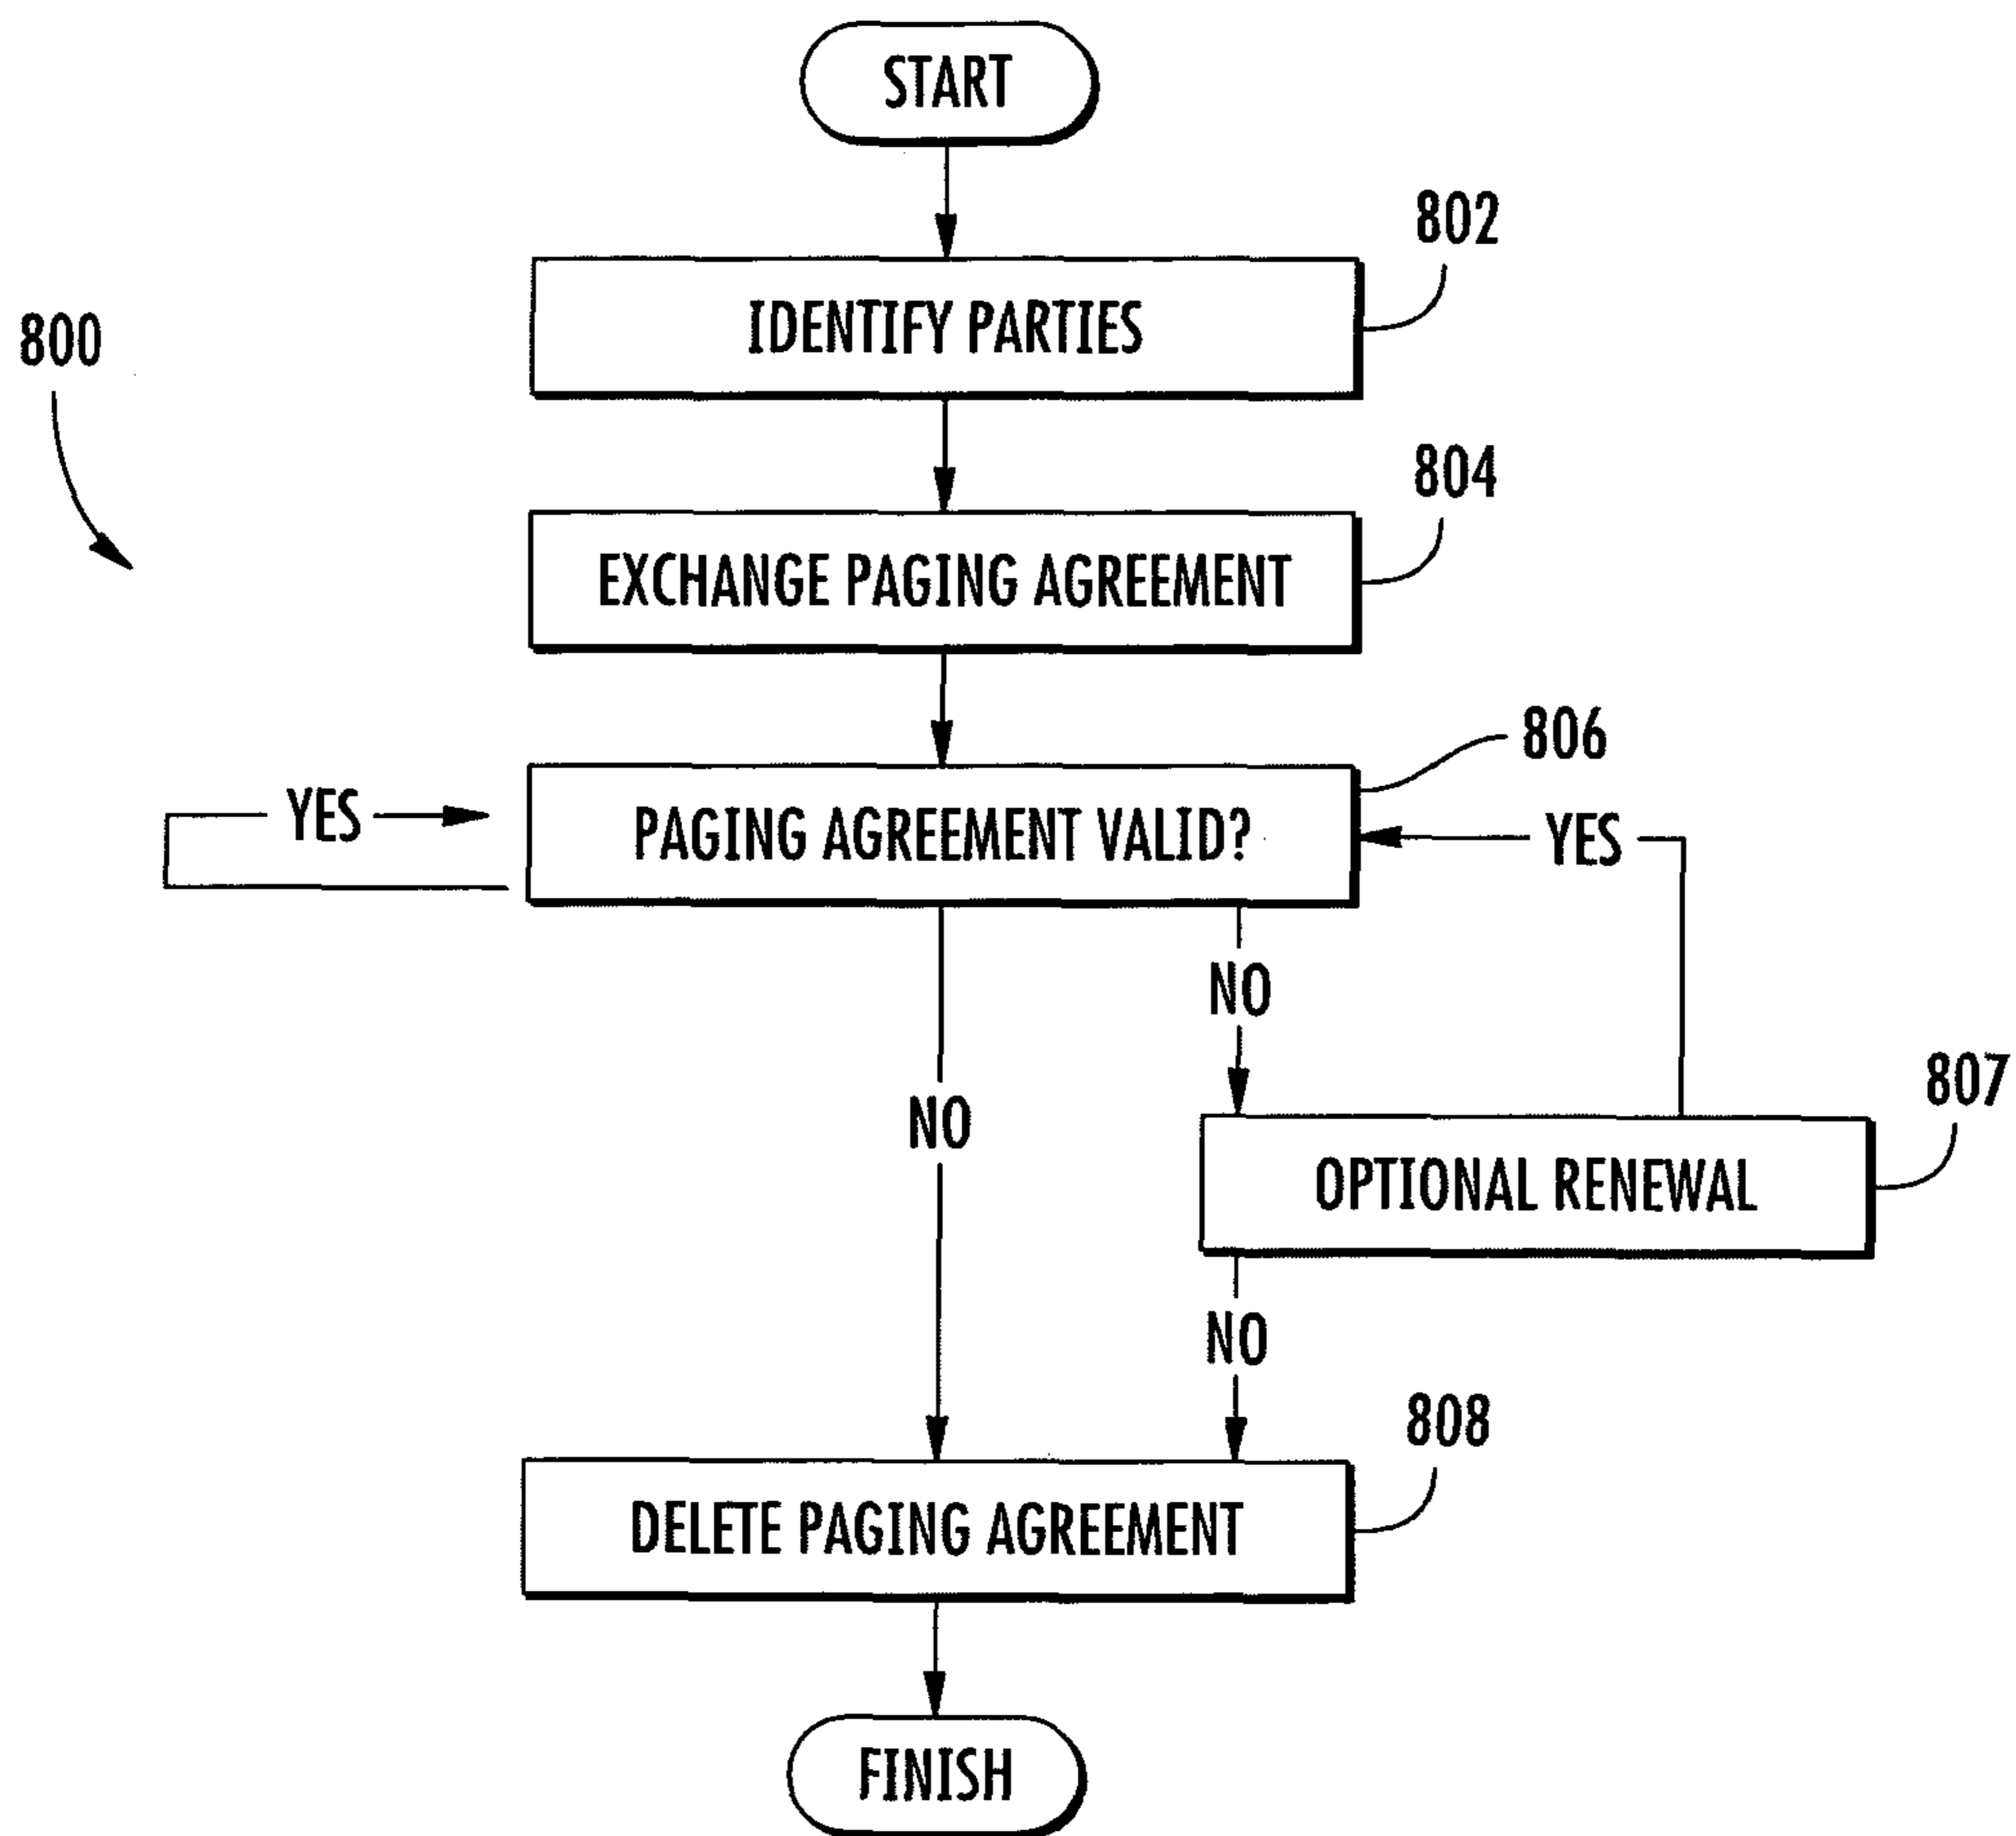 START
802
IDENTIFY PARTIES
800
804
EXCHANGE PAGING AGREEMENT
806
YES
PAGING AGREEMENT VALID?
YES
NO
NO
807
OPTIONAL RENEWAL
NO
808
DELETE PAGING AGREEMENT
FINISH